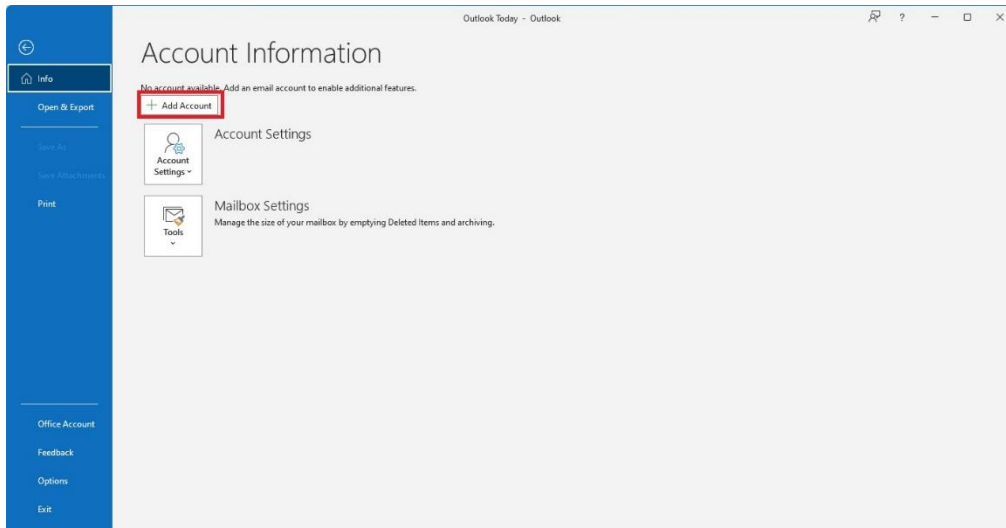 Outlook Today - Outlook
?
Account Information
Info
No account available. Add an email account to enable additional features.
Open & Export
Add Account
Account Settings
Account
Settings
Save As
Save Attachments
Print
Mailbox Settings
Manage the size of your mailbox by emptying Deleted Items and archiving.
Tools
Office Account
Feedback
Options
Exit